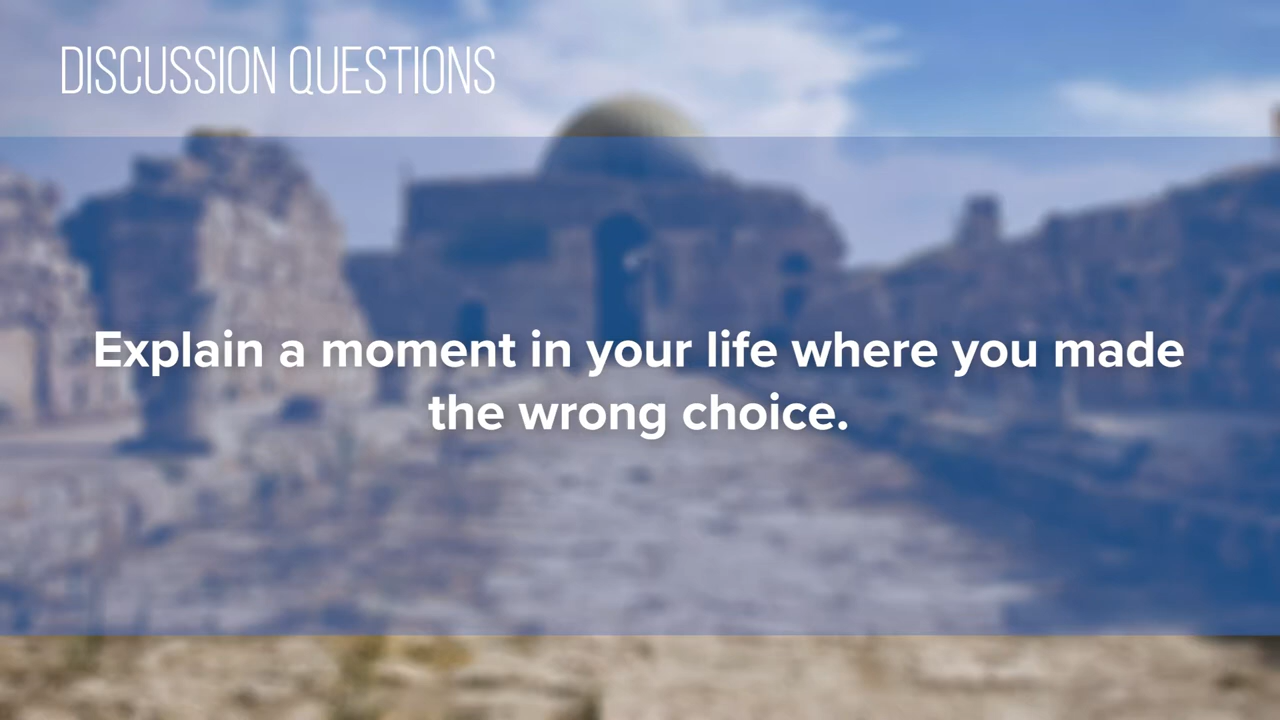 DISCUSSION QUESTIONS
Explain a moment in your life where you made
the wrong choice.